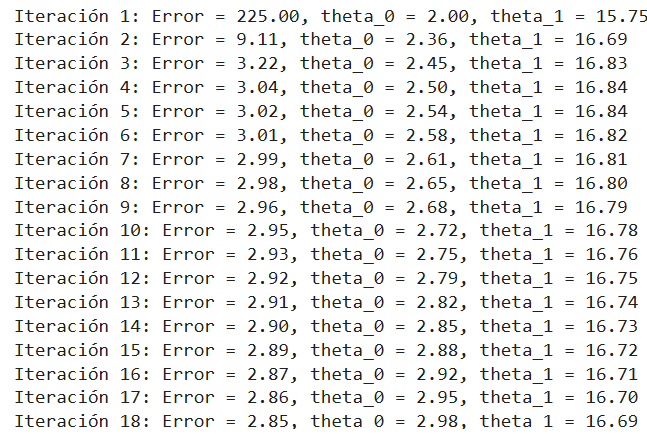 Iteración 1: Error = 225.00, theta_0 = 2.00, theta_1 = 15.75
Iteración 2: Error = 9.11, theta_0 = 2.36, theta_1 = 16.69
Iteración 3: Error = 3.22, theta_0 = 2.45, theta_1 = 16.83
Iteración 4: Error = 3.04, theta_0 = 2.50, theta_1 = 16.84
Iteración 5: Error = 3.02, theta_0 = 2.54, theta_1 = 16.84
Iteración 6: Error = 3.01, theta_0 = 2.58, theta_1 = 16.82
Iteración 7: Error = 2.99, theta_0 = 2.61, theta_1 = 16.81
Iteración 8: Error = 2.98, theta_0 = 2.65, theta_1 = 16.80
Iteración 9: Error = 2.96, theta_0 = 2.68, theta_1 = 16.79
Iteración 10: Error = 2.95, theta_0 = 2.72, theta_1 = 16.78
Iteración 11: Error = 2.93, theta_0 = 2.75, theta_1 = 16.76
Iteración 12: Error = 2.92, theta_0 = 2.79, theta_1 = 16.75
Iteración 13: Error = 2.91, theta_0 = 2.82, theta_1 = 16.74
Iteración 14: Error = 2.90, theta_0 = 2.85, theta_1 = 16.73
Iteración 15: Error = 2.89, theta_0 = 2.88, theta_1 = 16.72
Iteración 16: Error = 2.87, theta_0 = 2.92, theta_1 = 16.71
Iteración 17: Error = 2.86, theta_0 = 2.95, theta_1 = 16.70
Iteración 18: Error = 2.85, theta_0 = 2.98, theta_1 = 16.69